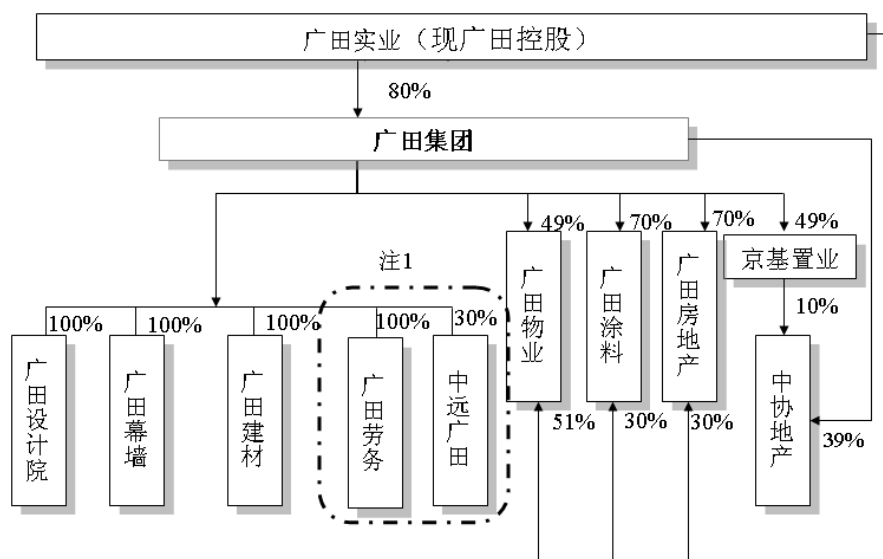 广田实业（现广田控股）
80%
广田集团
49%
70%
70%
49%
京基置业
注1
100%
100%
100%
100%
30%
10%
广田设计院
广田幕墙
广田建材
广田劳务
中远广田
广田物业
广田涂料
广田房地产
中协地产
51%
30%
30%
39%